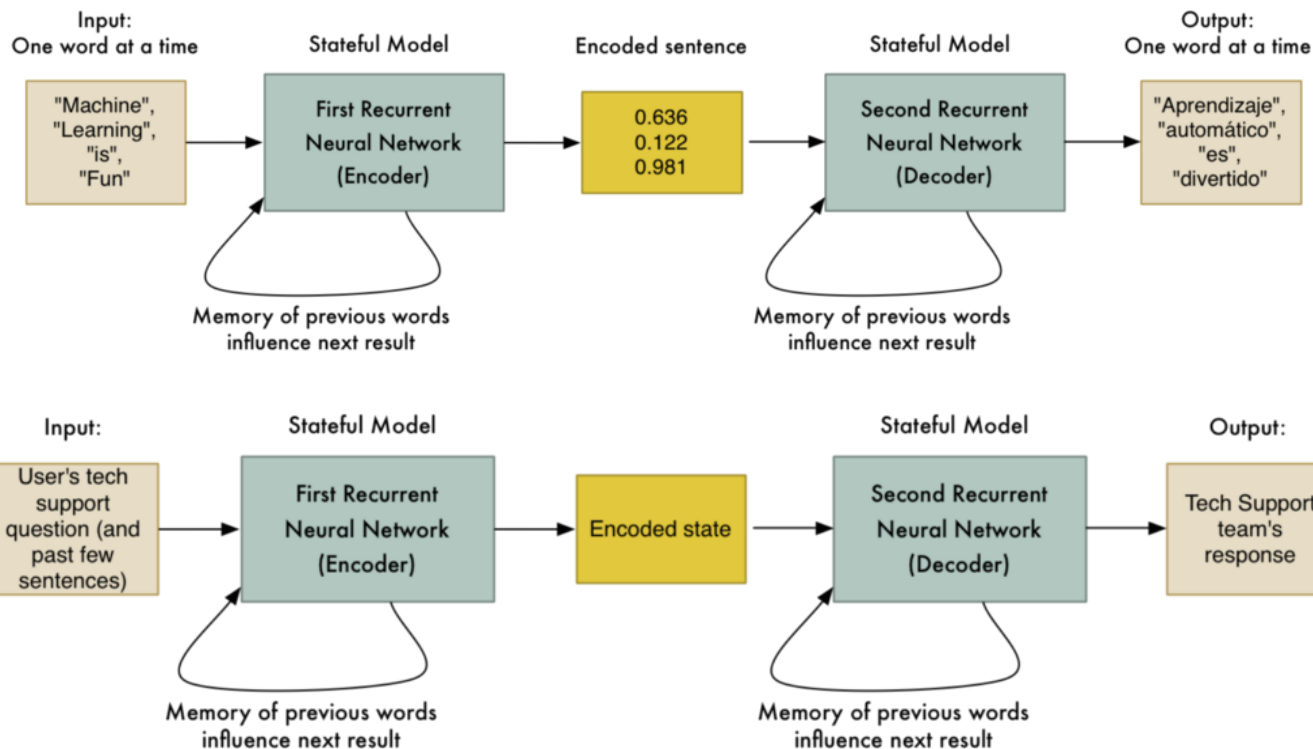 Input:
One word at a time
"Machine",
"Learning",
"is",
"Fun"
Stateful Model
First Recurrent
Neural Network
(Encoder)
Memory of previous words
influence next result
Encoded sentence
0.636
0.122
0.981
Stateful Model
Second Recurrent
Neural Network
(Decoder)
Memory of previous words
influence next result
Output:
One word at a time
"Aprendizaje",
"automático",
"es",
"divertido"
Input:
User's tech
support
question (and
past few
sentences)
Stateful Model
First Recurrent
Neural Network
(Encoder)
Memory of previous words
influence next result
Encoded state
Stateful Model
Second Recurrent
Neural Network
(Decoder)
Memory of previous words
influence next result
Output:
Tech Support
team's
response